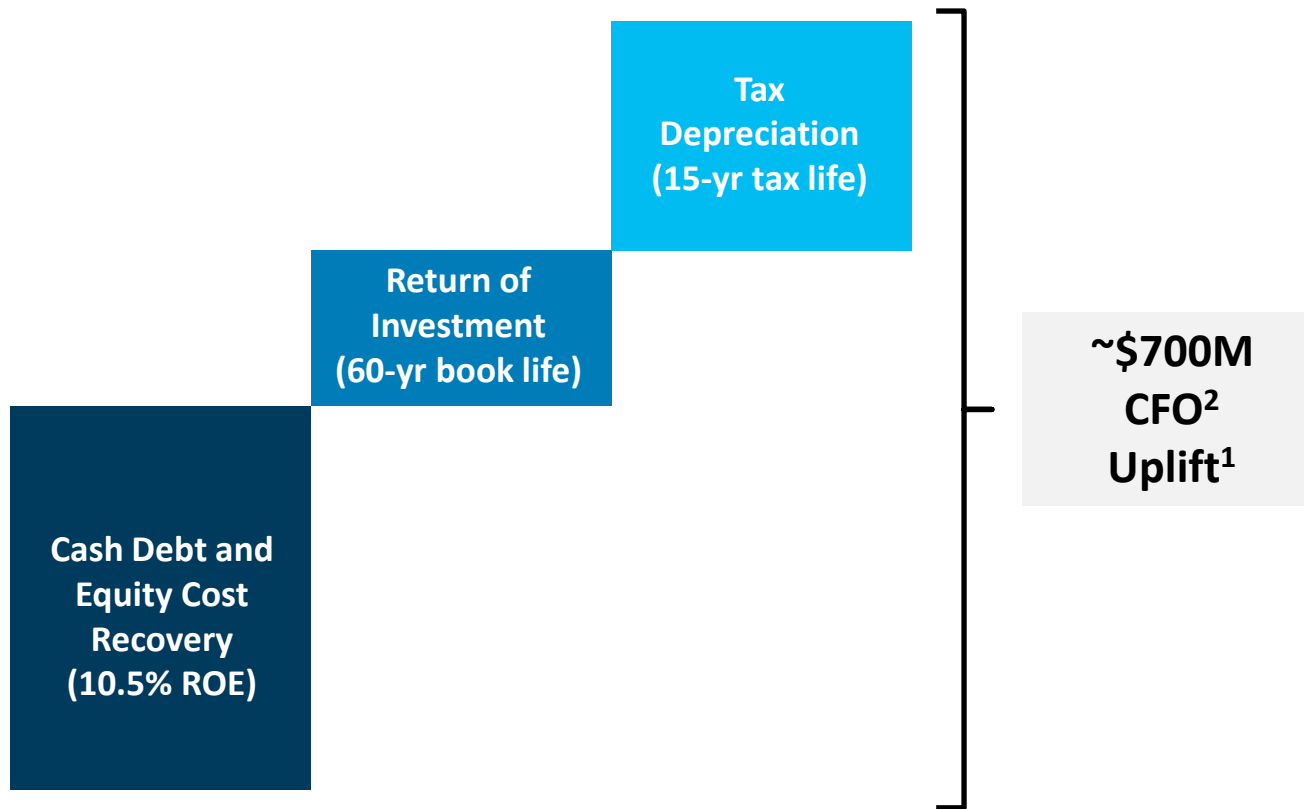 Tax
Depreciation
(15-yr tax life)
Return of
Investment
(60-yr book life)
Cash Debt and
Equity Cost
Recovery
(10.5% ROE)
~$700M
CFO²
Uplift¹